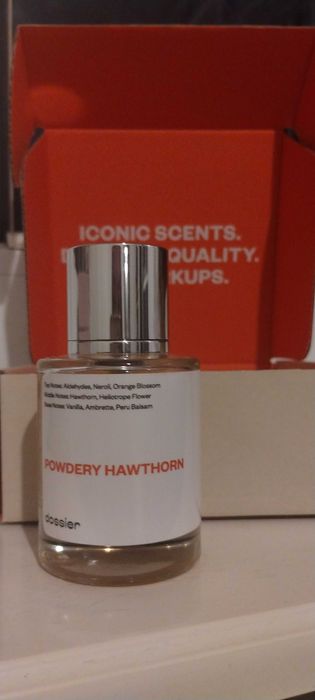 ICONIC SCENTS.
QUALITY.
Top Notes: Aldehydes, Neroli, Orange Blossom
Middle Notes: Hawthorn, Heliotrope Flower
Base Notes: Vanilla, Ambrette, Peru Balsam
POWDERY HAWTHORN
dossier